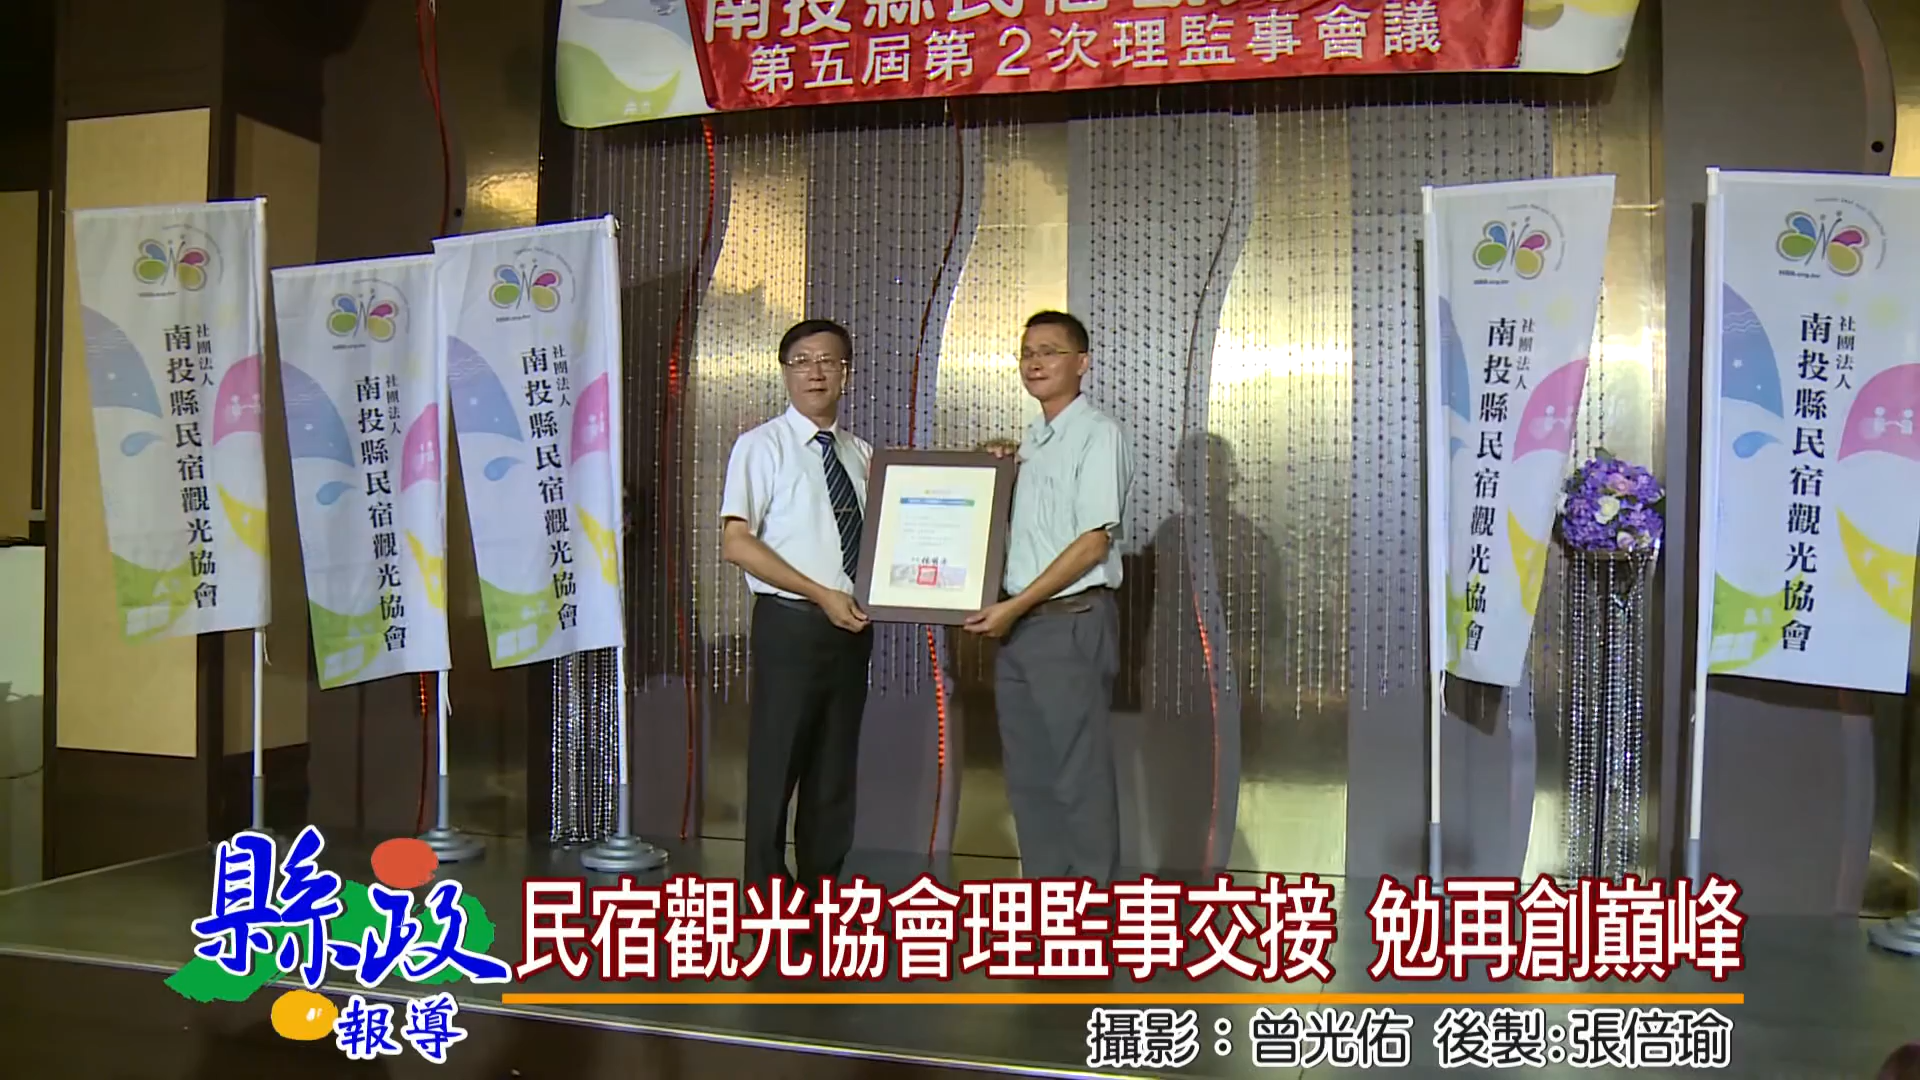 南投縣民宿
第五屆第2次理監事會議
社團法人
南投縣民宿觀光協會
社團法人
南投縣民宿觀光協會
社團法人
南投縣民宿觀光協會
社團法人
南投縣民宿觀光協會
社團法人
南投縣民宿觀光協會
縣政
報導
民宿觀光協會理監事交接 勉再創巔峰
攝影：曾光佑 後製:張倍瑜